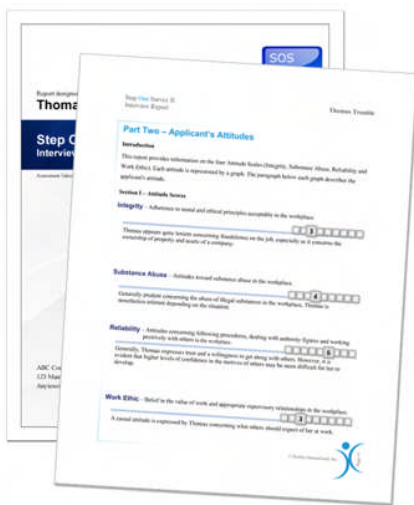 SOS
Report designed
Thoma
Step O
Interview
ABC Co
123 Mai
Anytown
Step One Survey II
Interview Report
Thomas Trouble
Part Two – Applicant's Attitudes
Introduction
This report provides information on the four Attitude Scales (Integrity, Substance Abuse, Reliability and
Work Ethic). Each attitude is represented by a graph. The paragraph below each graph describes the
applicant's attitude.
Section I – Attitude Scores
Integrity – Adherence to moral and ethical principles acceptable in the workplace.
3
Thomas appears quite lenient concerning fraudulence on the job, especially as it concerns the
ownership of property and assets of a company.
Substance Abuse – Attitudes toward substance abuse in the workplace.
4
Generally prudent concerning the abuse of illegal substances in the workplace, Thomas is
nonetheless tolerant depending on the situation.
Reliability – Attitudes concerning following procedures, dealing with authority figures and working
positively with others in the workplace.
6
Generally, Thomas expresses trust and a willingness to get along with others. However, it is
evident that higher levels of confidence in the motives of others may be seen difficult for her to
develop.
Work Ethic – Belief in the value of work and appropriate supervisory relationships in the workplace.
3
A casual attitude is expressed by Thomas concerning what others should expect of her at work.